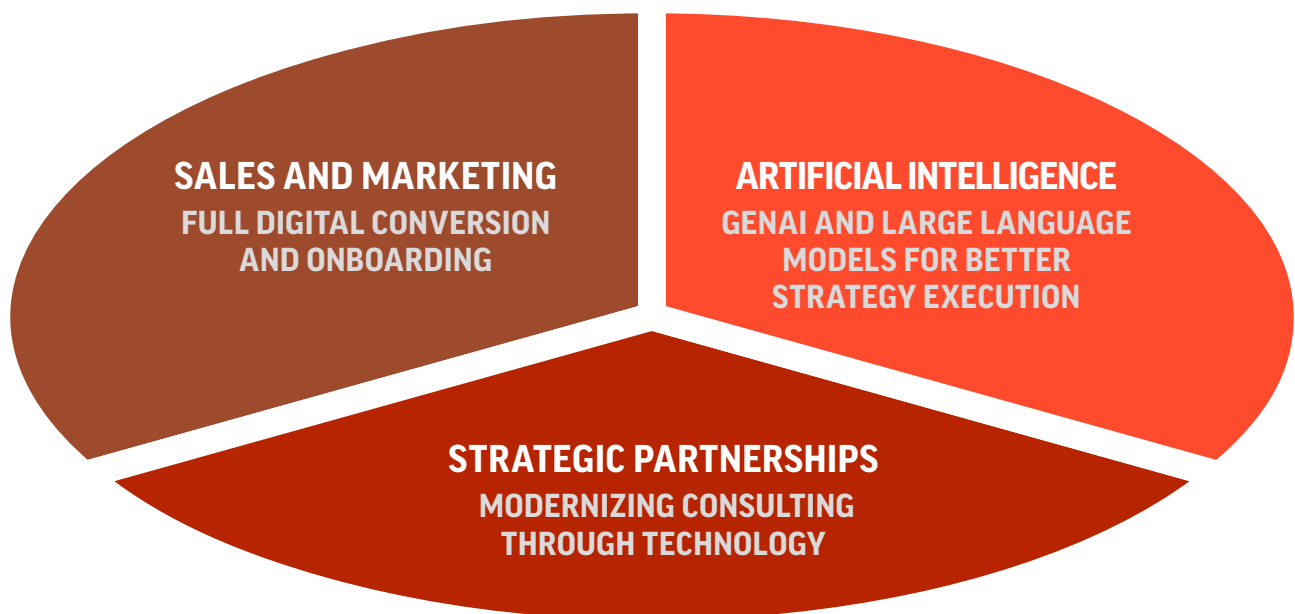 SALES AND MARKETING
FULL DIGITAL CONVERSION
AND ONBOARDING
ARTIFICIAL INTELLIGENCE
GENAI AND LARGE LANGUAGE
MODELS FOR BETTER
STRATEGY EXECUTION
STRATEGIC PARTNERSHIPS
MODERNIZING CONSULTING
THROUGH TECHNOLOGY